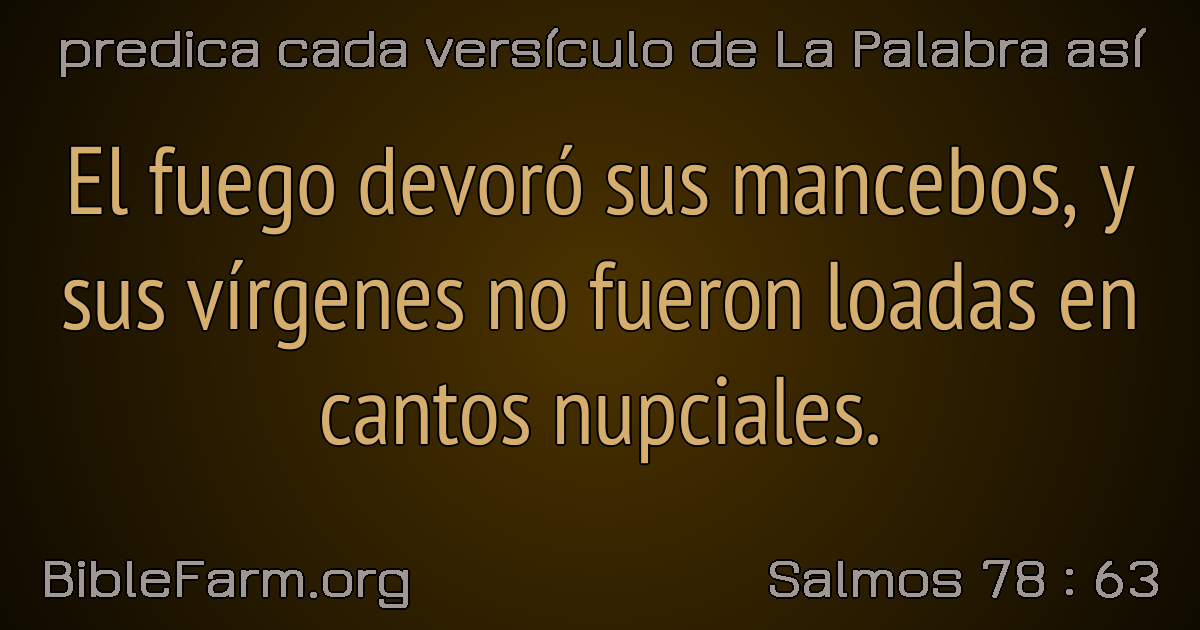 predica cada versículo de La Palabra así
El fuego devoró sus mancebos, y
sus vírgenes no fueron loadas en
cantos nupciales.
BibleFarm.org
Salmos 78 : 63